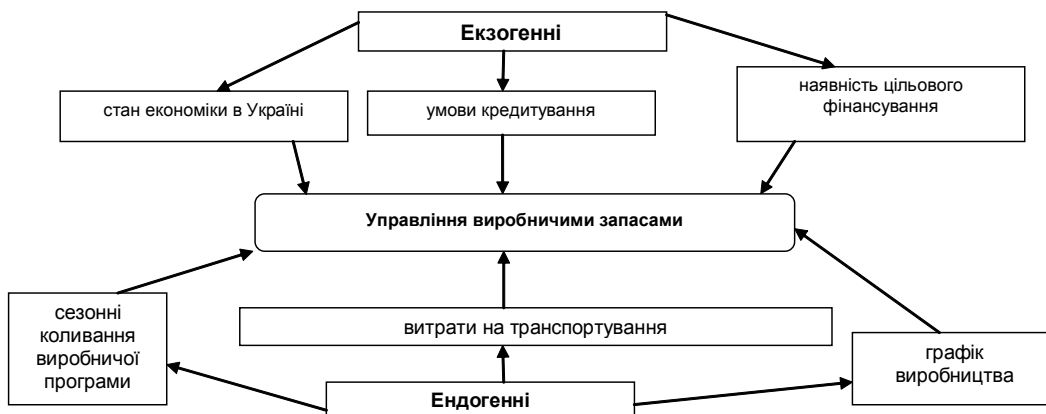 Екзогенні
стан економіки в Україні
умови кредитування
наявність цільового
фінансування
Управління виробничими запасами
сезонні
коливання
виробничої
програми
витрати на транспортування
графік
виробництва
Ендогенні